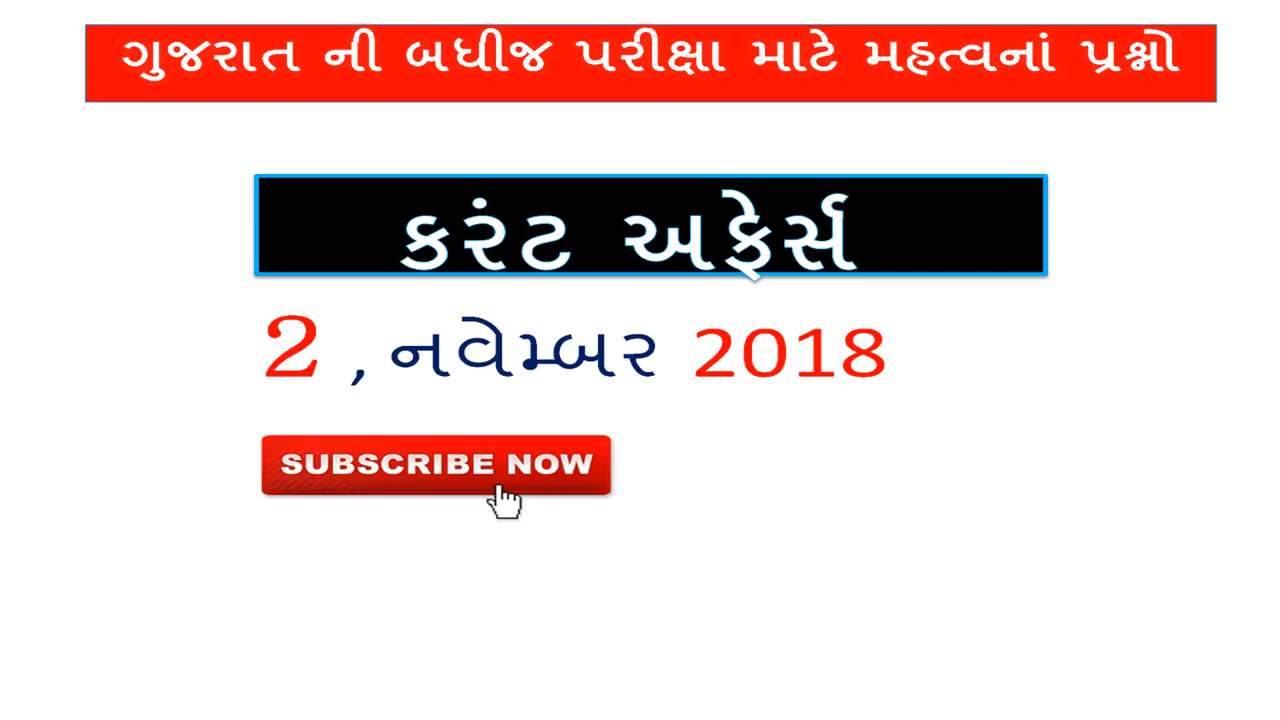 ગુજરાત ની બધીજ પરીક્ષા માટે મહત્વનાં પ્રશ્નો
કરંટ અફેર્સ
2 , નવેમ્બર 2018
SUBSCRIBE NOW